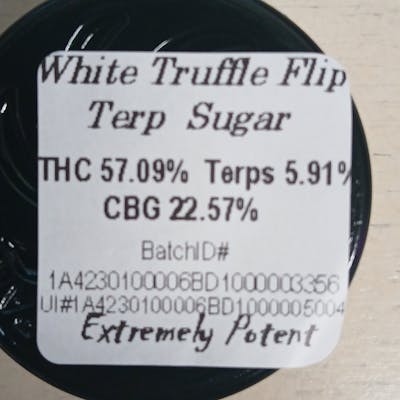 White Truffle Flip
Terp Sugar
THC 57.09% Terps 5.91%
CBG 22.57%
BatchID#
1A4230100006BD1000003356
UI#1A4230100006BD1000005004
Extremely Potent